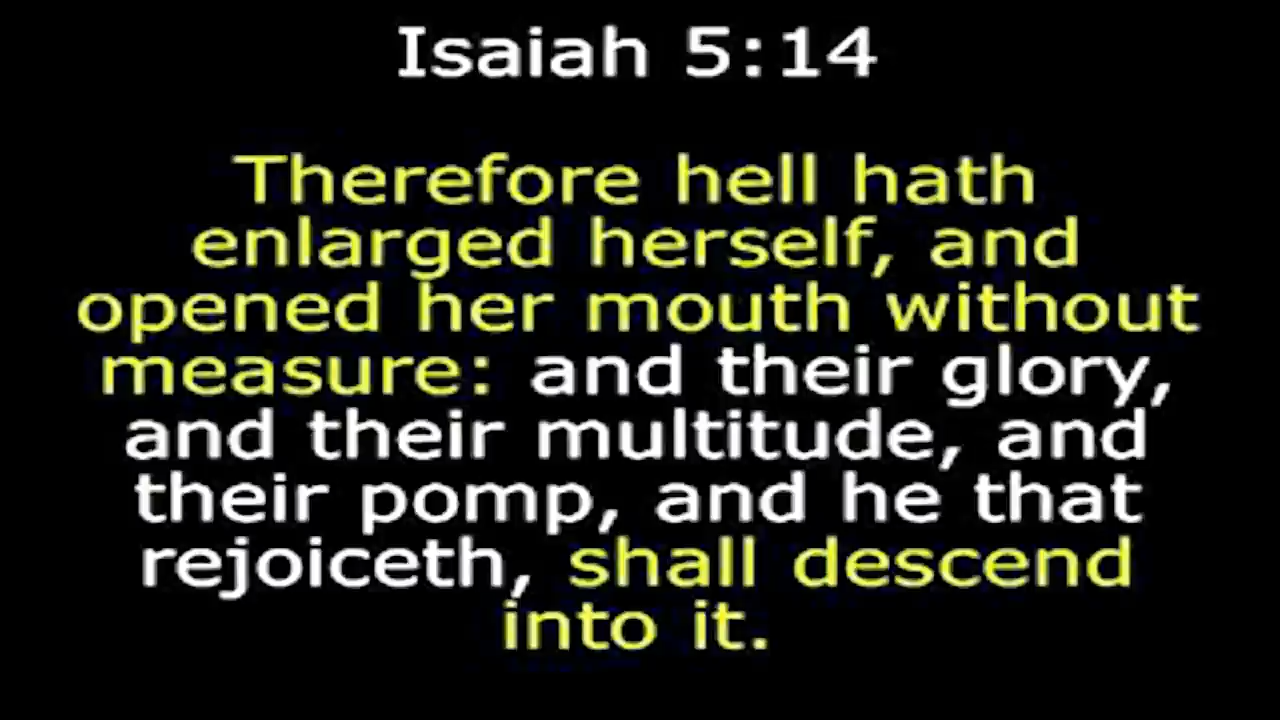 Isaiah 5:14
Therefore hell hath
enlarged herself, and
opened her mouth without
measure: and their glory,
and their multitude, and
their pomp, and he that
rejoiceth, shall descend
into it.